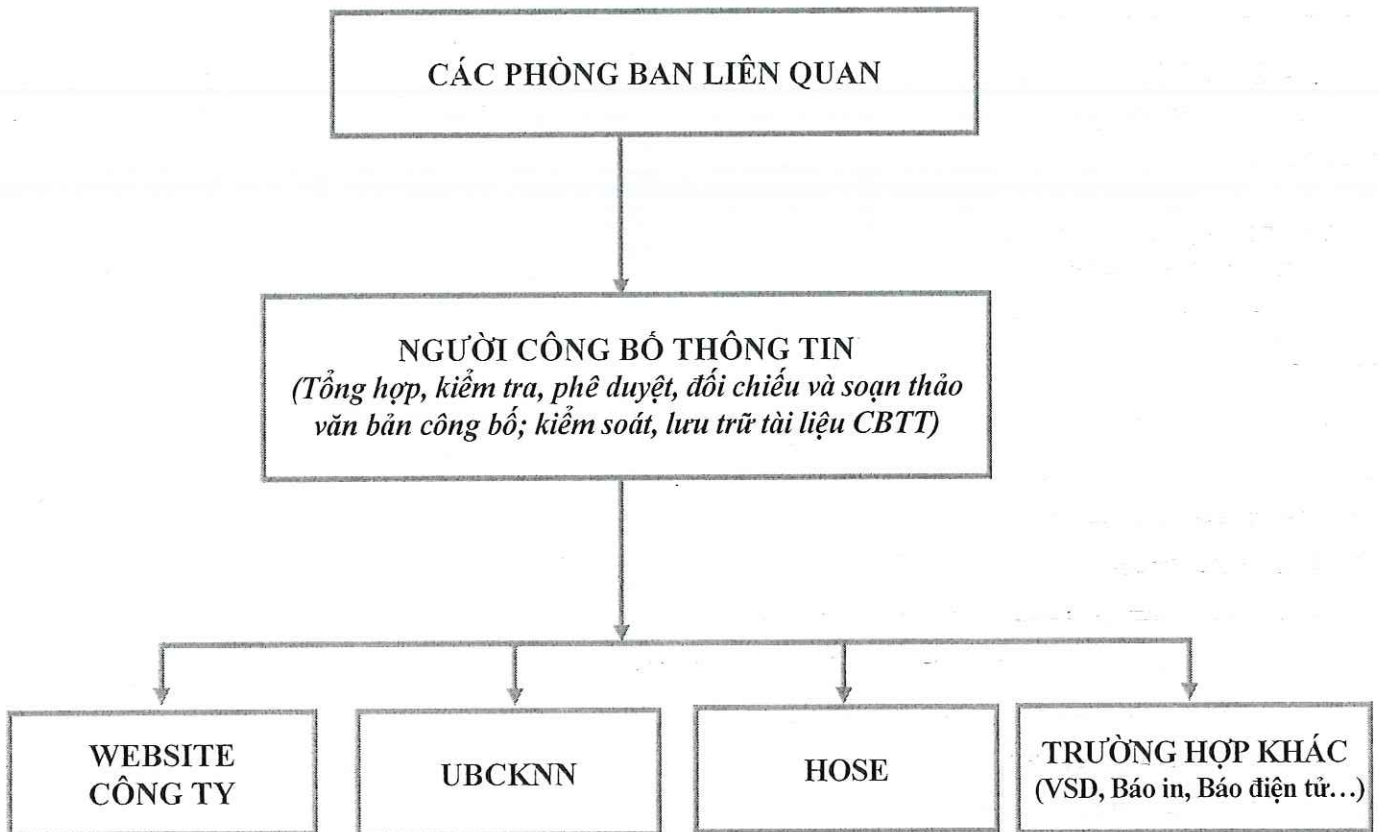 CÁC PHÒNG BAN LIÊN QUAN
NGƯỜI CÔNG BỐ THÔNG TIN
(Tổng hợp, kiểm tra, phê duyệt, đối chiếu và soạn thảo
văn bản công bố; kiểm soát, lưu trữ tài liệu CBTT)
WEBSITE
CÔNG TY
UBCKNN
HOSE
TRƯỜNG HỢP KHÁC
(VSD, Báo in, Báo điện tử...)